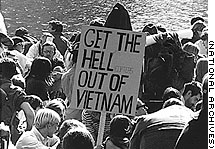 GET THE
HELL
OUT OF
VIETNAM
(NATIONAL ARCHIVES)